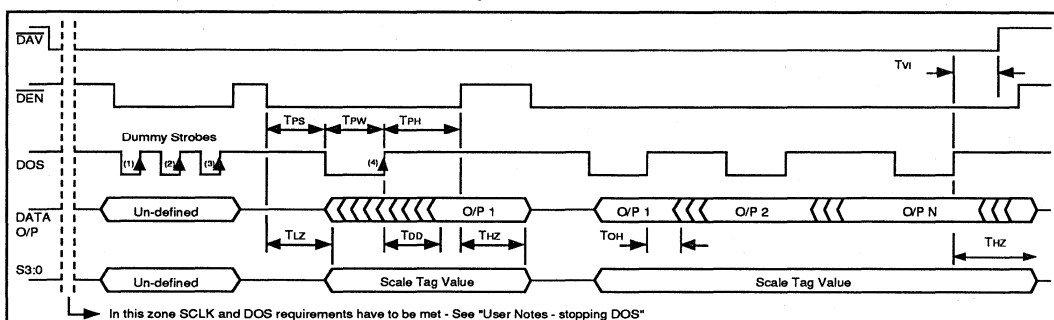 DAV
TVI
DEN
TPS TPW TPH
Dummy Strobes
DOS (1) (2) (3) (4)
DATA O/P
Un-defined O/P 1 O/P 1 O/P 2 O/P N
TLZ TDD THZ TOH THZ
S3:0
Un-defined Scale Tag Value Scale Tag Value
In this zone SCLK and DOS requirements have to be met - See "User Notes - stopping DOS"